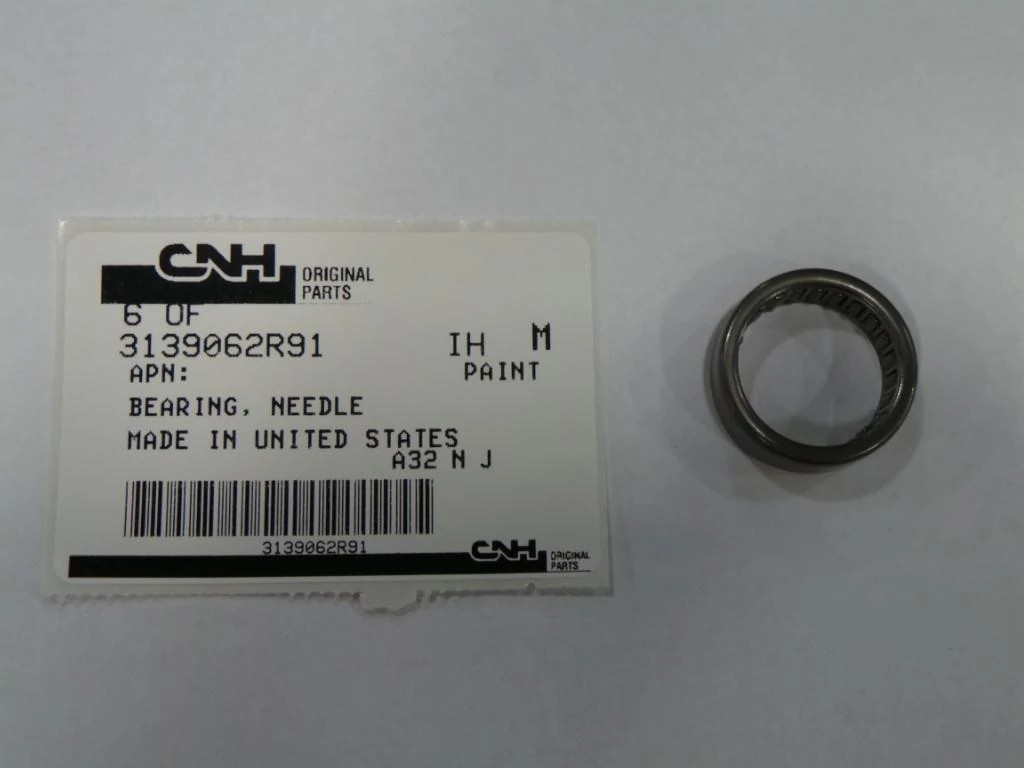 CNH ORIGINAL
PARTS
6 OF
3139062R91 IH M
APN: PAINT
BEARING, NEEDLE
MADE IN UNITED STATES
A32 N J
3139062R91
CNH ORIGINAL
PARTS